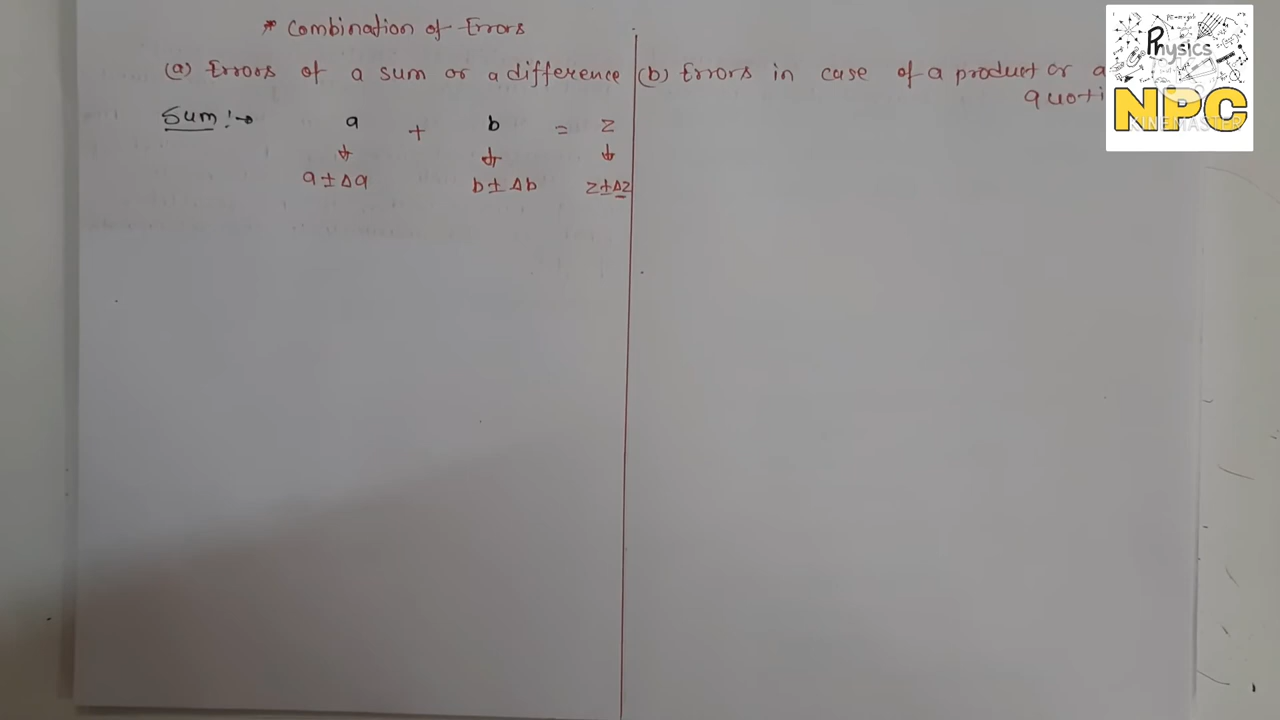 * Combination of Errors
(a) Errors of a sum or a difference
Sum :→ a + b = z
a ± Δa b ± Δb z ± Δz
(b) Errors in case of a product or a
quoti
Physics
NPC
KINEMASTER